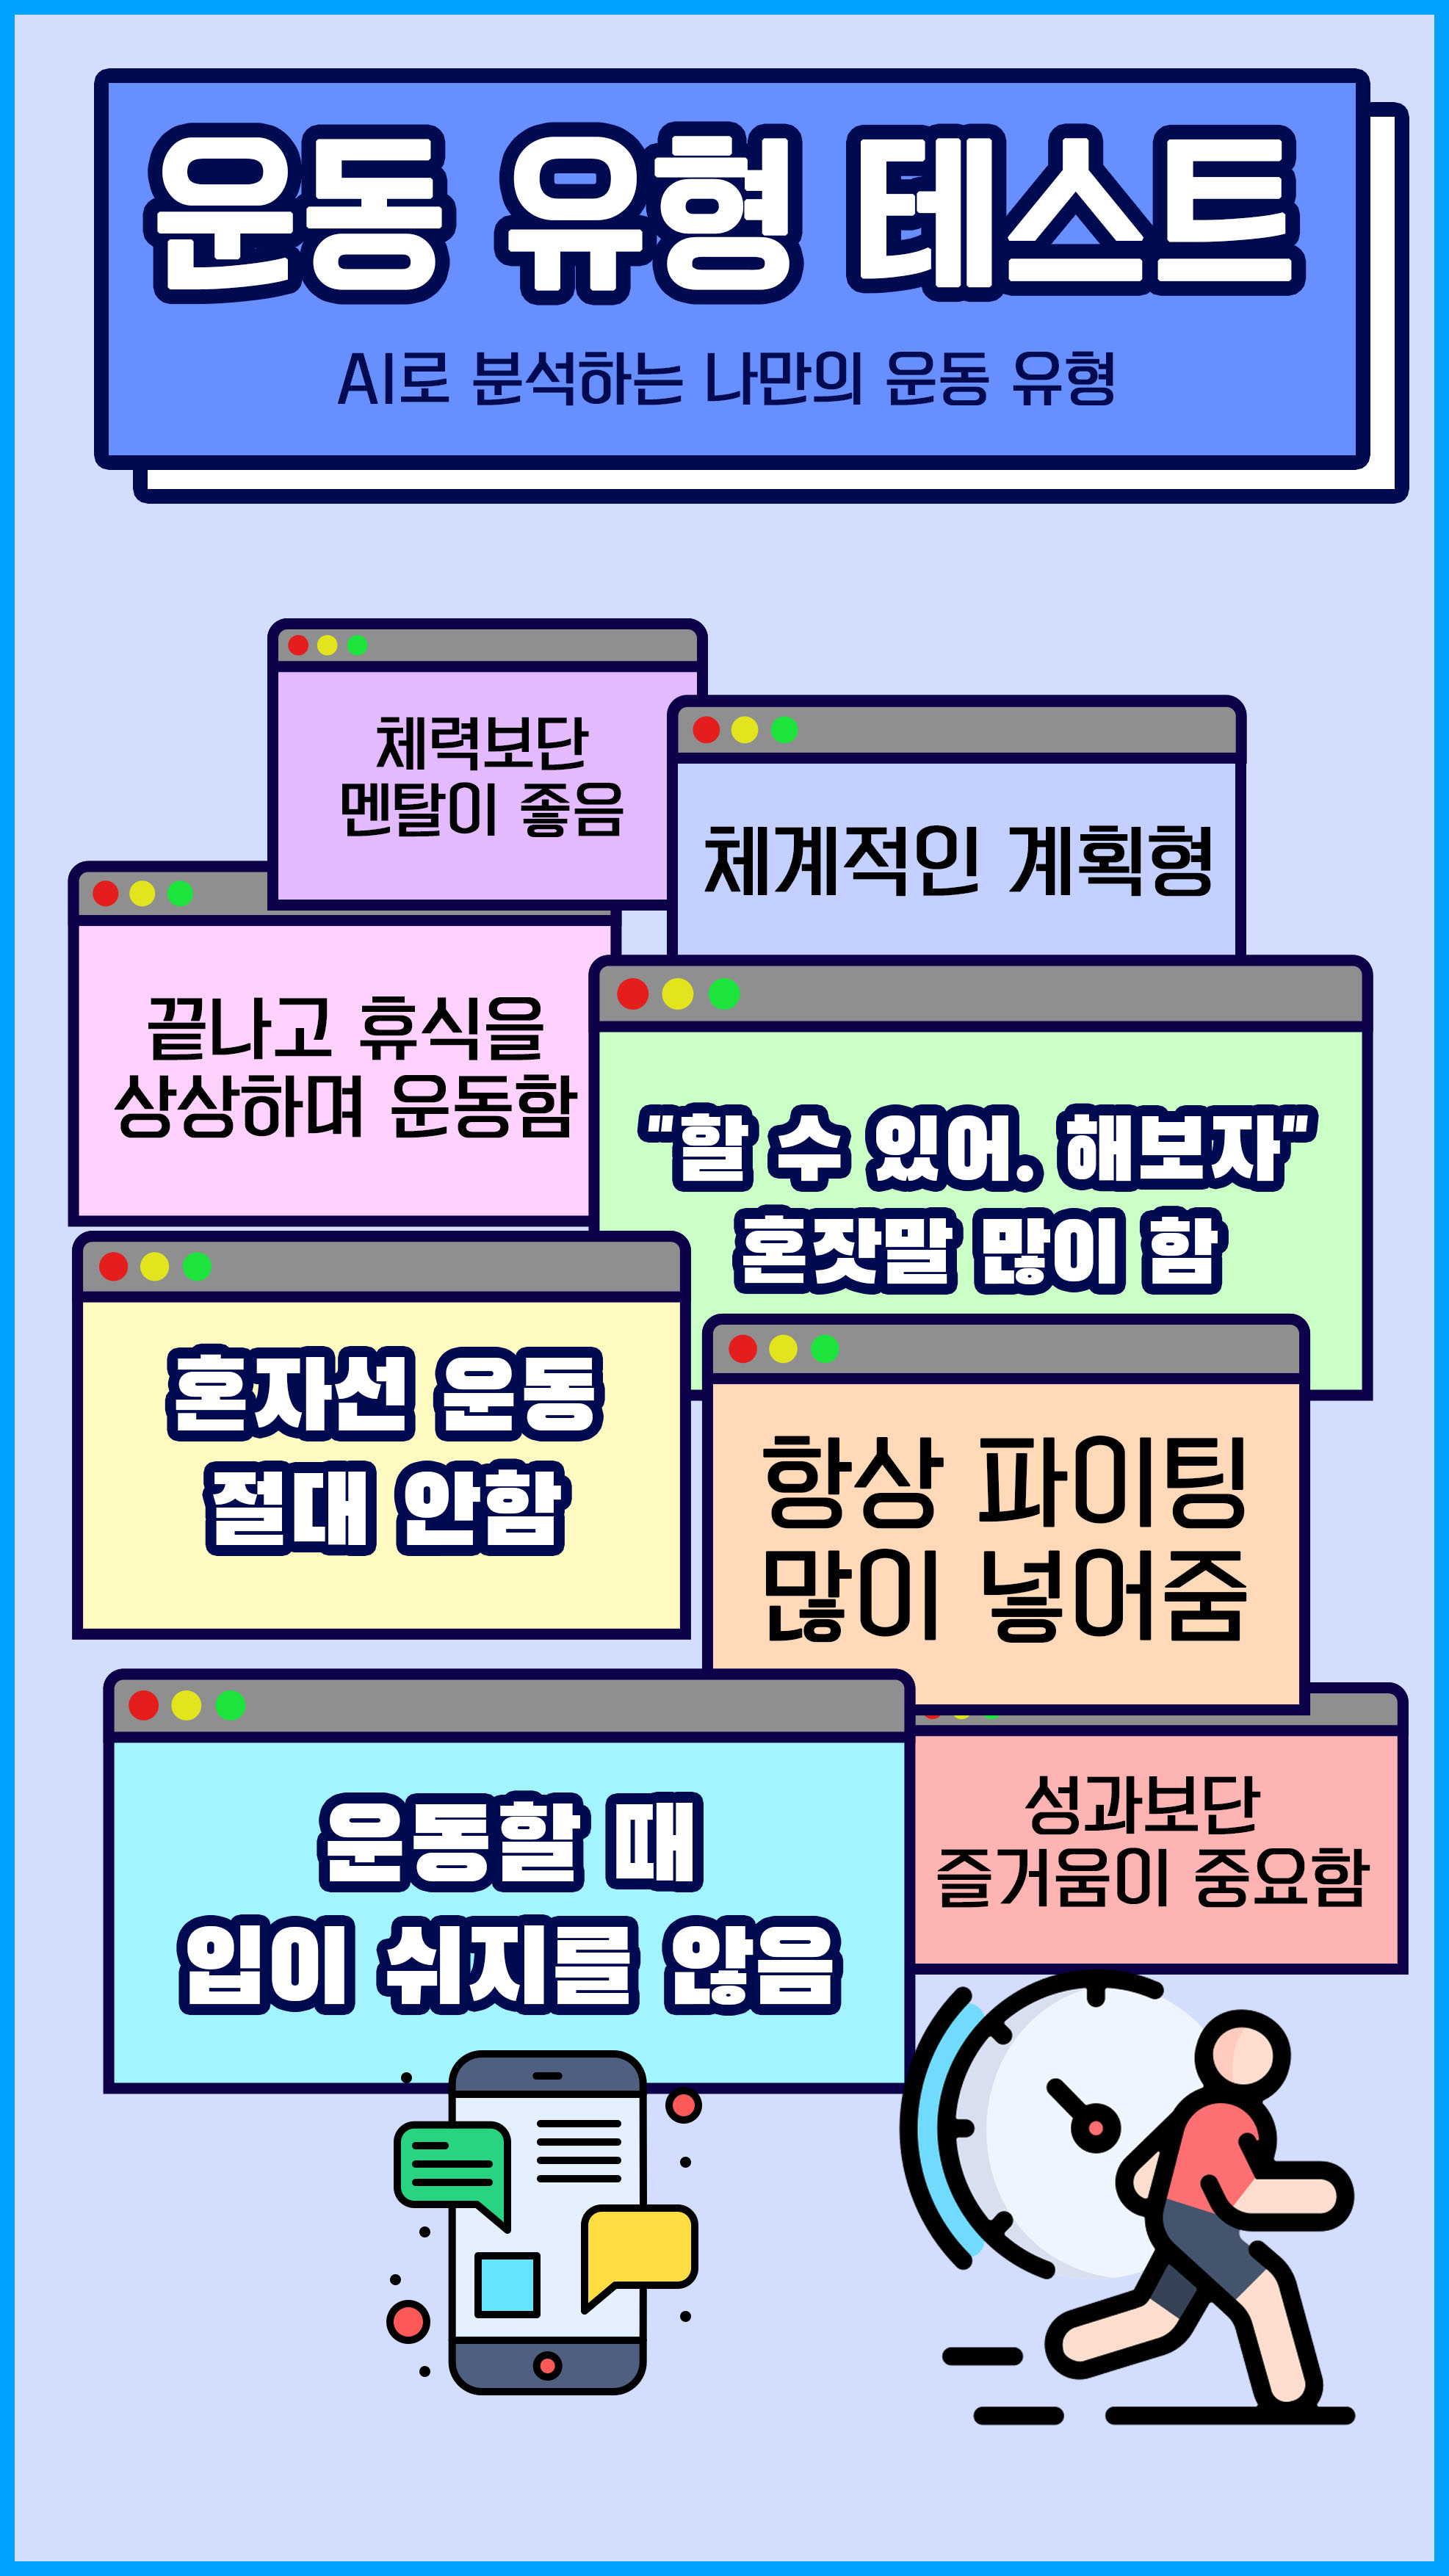 운동 유형 테스트
AI로 분석하는 나만의 운동 유형
체력보단
멘탈이 좋음
체계적인 계획형
끝나고 휴식을
상상하며 운동함
"할 수 있어. 해보자"
혼잣말 많이 함
혼자선 운동
절대 안함
항상 파이팅
많이 넣어줌
운동할 때
입이 쉬지를 않음
성과보단
즐거움이 중요함